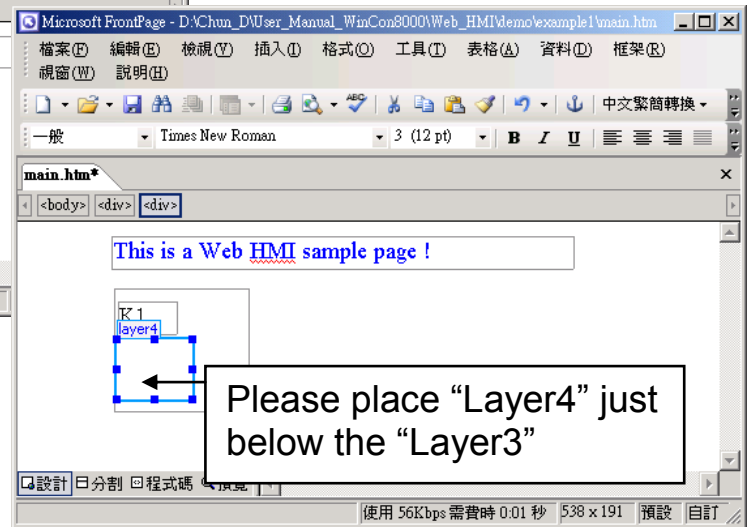 Microsoft FrontPage - D:\Chun_D\User_Manual_WinCon8000\Web_HMI\demo\example1\main.htm
檔案(F) 編輯(E) 檢視(V) 插入(I) 格式(O) 工具(T) 表格(A) 資料(D) 框架(R)
視窗(W) 說明(H)
中文繁簡轉換
一般 Times New Roman 3 (12 pt) B I U
main.htm*
<body> <div> <div>
This is a Web HMI sample page !
K1
layer4
Please place “Layer4” just
below the “Layer3”
設計 分割 程式碼
使用 56Kbps 需費時 0:01 秒 538 x 191 預設 自訂